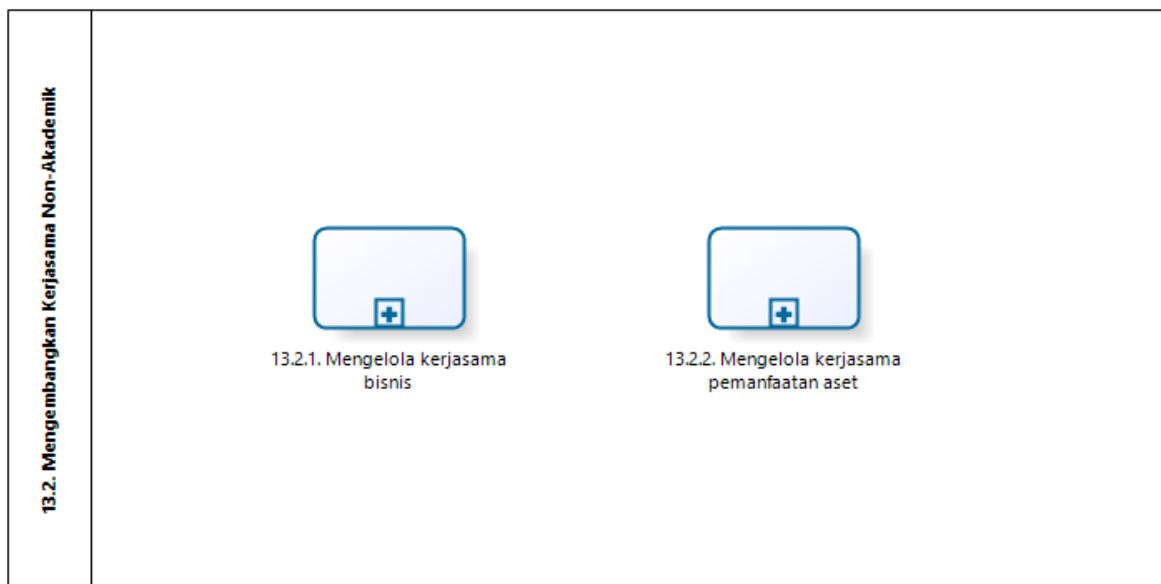 13.2. Mengembangkan Kerjasama Non-Akademik
13.2.1. Mengelola kerjasama
bisnis
13.2.2. Mengelola kerjasama
pemanfaatan aset